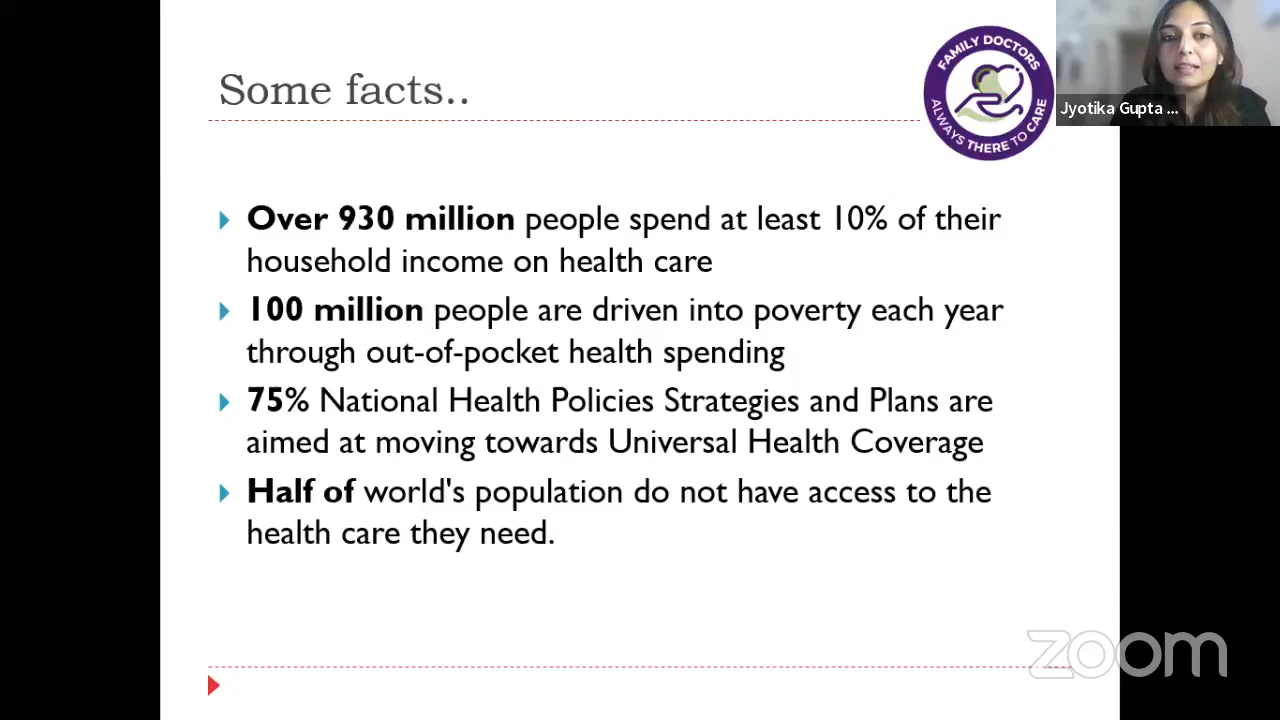 Some facts..
FAMILY DOCTORS
ALWAYS THERE TO CARE
Jyotika Gupta ...
Over 930 million people spend at least 10% of their
household income on health care
100 million people are driven into poverty each year
through out-of-pocket health spending
75% National Health Policies Strategies and Plans are
aimed at moving towards Universal Health Coverage
Half of world's population do not have access to the
health care they need.
zoom